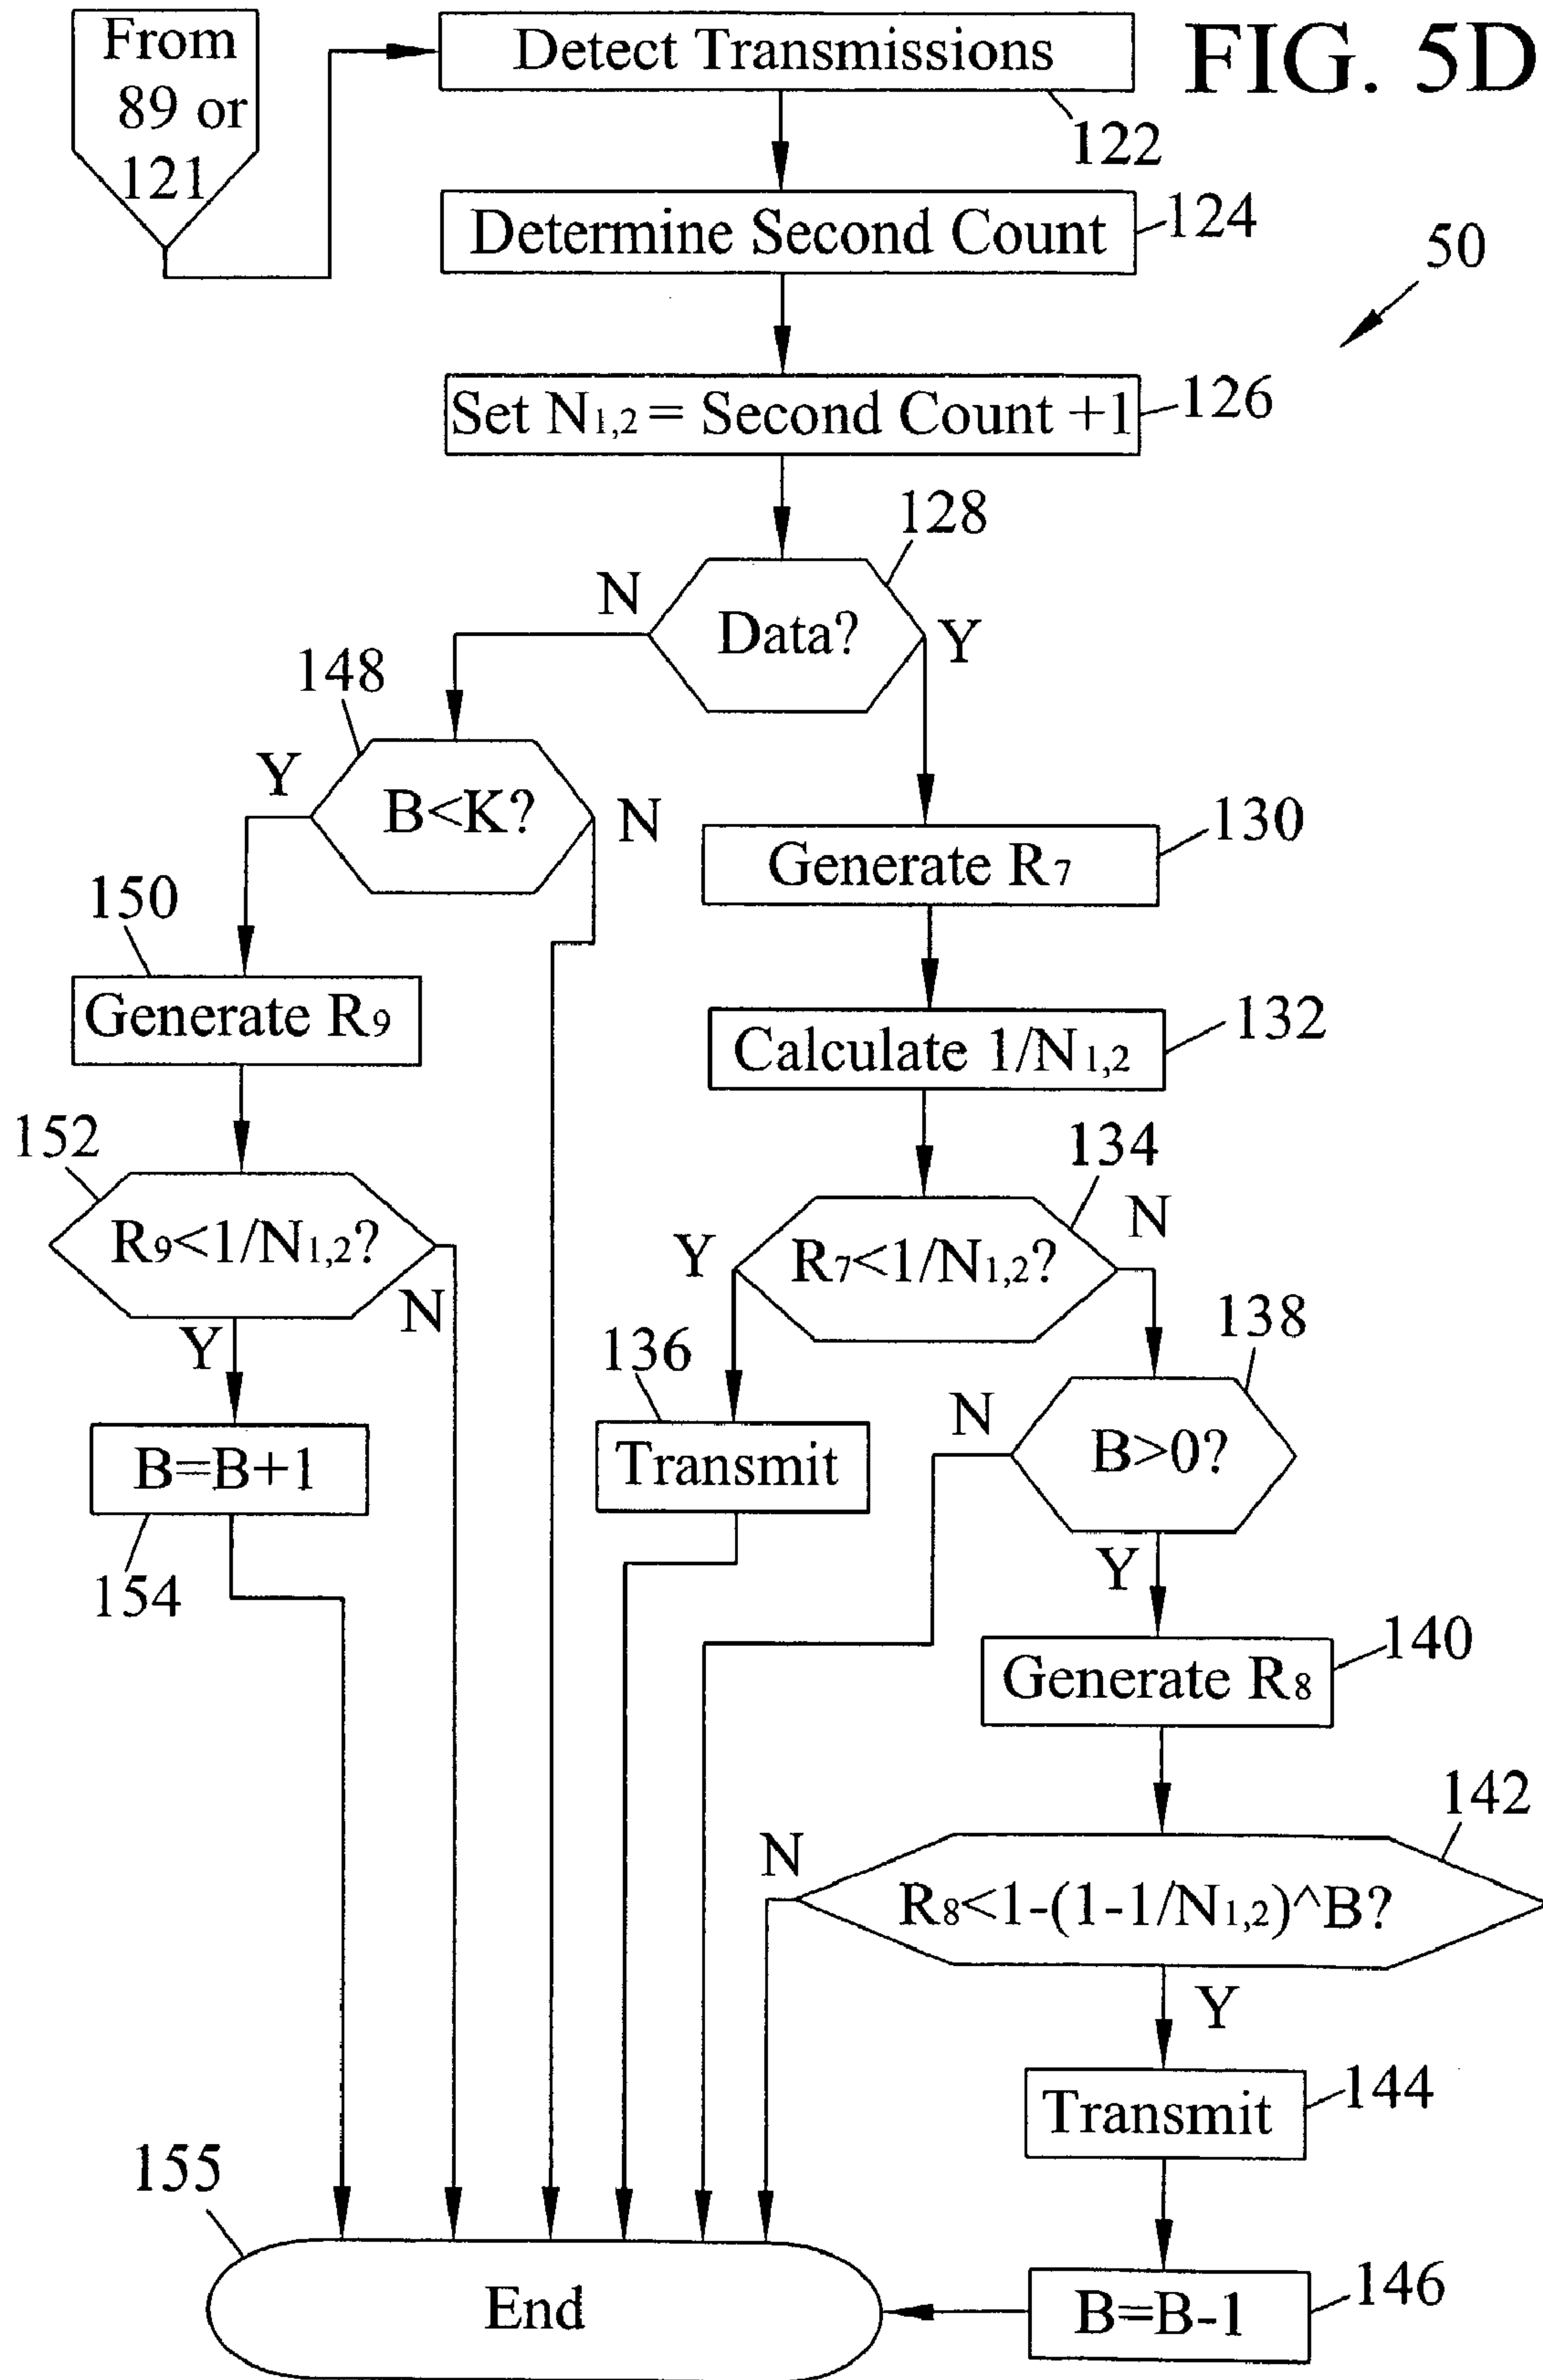 FIG. 5D
From
89 or
121
Detect Transmissions
122
Determine Second Count
124
50
Set N1,2 = Second Count +1
126
128
Data?
N
Y
148
B<K?
Y
N
130
Generate R7
150
Generate R9
132
Calculate 1/N1,2
152
R9<1/N1,2?
N
Y
134
R7<1/N1,2?
Y
N
136
Transmit
138
B>0?
N
Y
B=B+1
154
140
Generate R8
142
R8<1-(1-1/N1,2)^B?
N
Y
144
Transmit
155
End
B=B-1
146